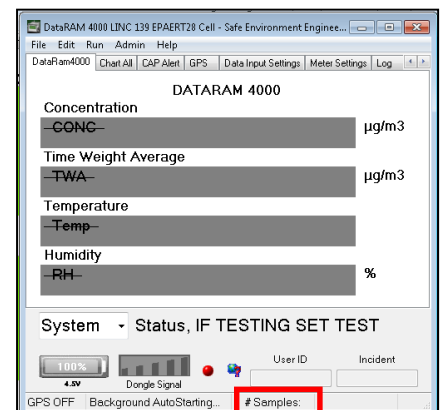 DataRAM 4000 LINC 139 EPAERT28 Cell - Safe Environment Enginee...
File Edit Run Admin Help
DataRam4000 Chart All CAP Alert GPS Data Input Settings Meter Settings Log
DATARAM 4000
Concentration
CONC µg/m3
Time Weight Average
TWA µg/m3
Temperature
Temp
Humidity
RH %
System Status, IF TESTING SET TEST
100% User ID Incident
4.5V Dongle Signal
GPS OFF Background AutoStarting... # Samples: